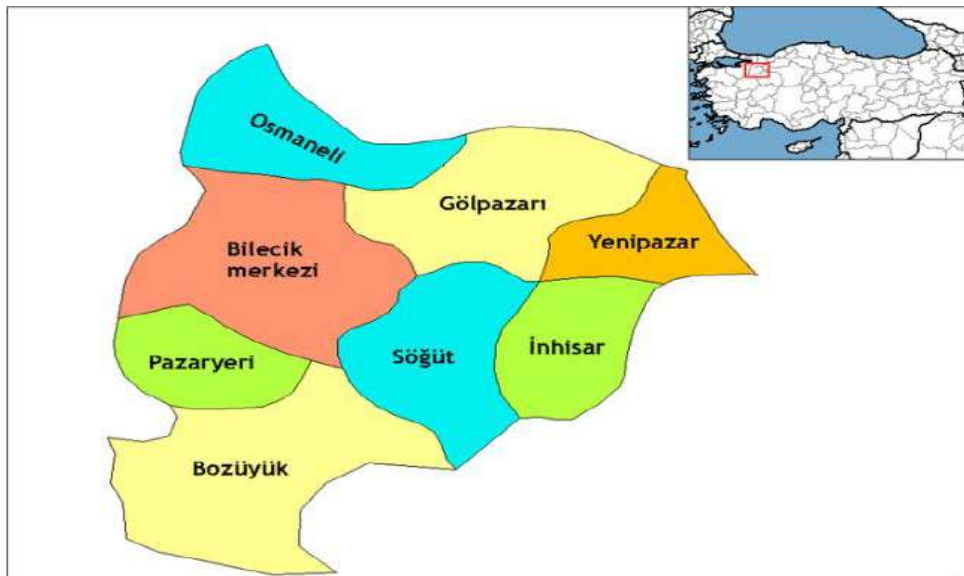 Osmaneli
Gölpazarı
Yenipazar
Bilecik
merkezi
Pazaryeri
Söğüt
İnhisar
Bozüyük